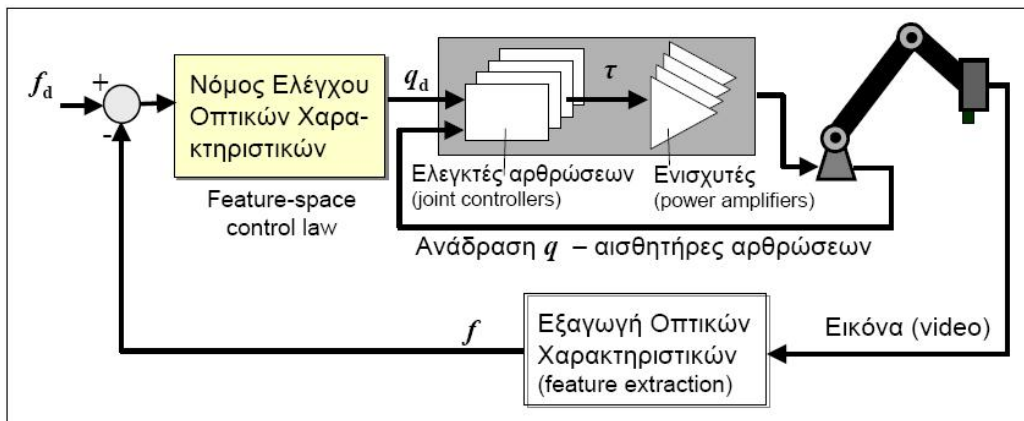 f_d
+
-
Νόμος Ελέγχου
Οπτικών Χαρα-
κτηριστικών
Feature-space
control law
q_d
τ
Ελεγκτές αρθρώσεων
(joint controllers)
Ενισχυτές
(power amplifiers)
Ανάδραση q – αισθητήρες αρθρώσεων
f
Εξαγωγή Οπτικών
Χαρακτηριστικών
(feature extraction)
Εικόνα (video)